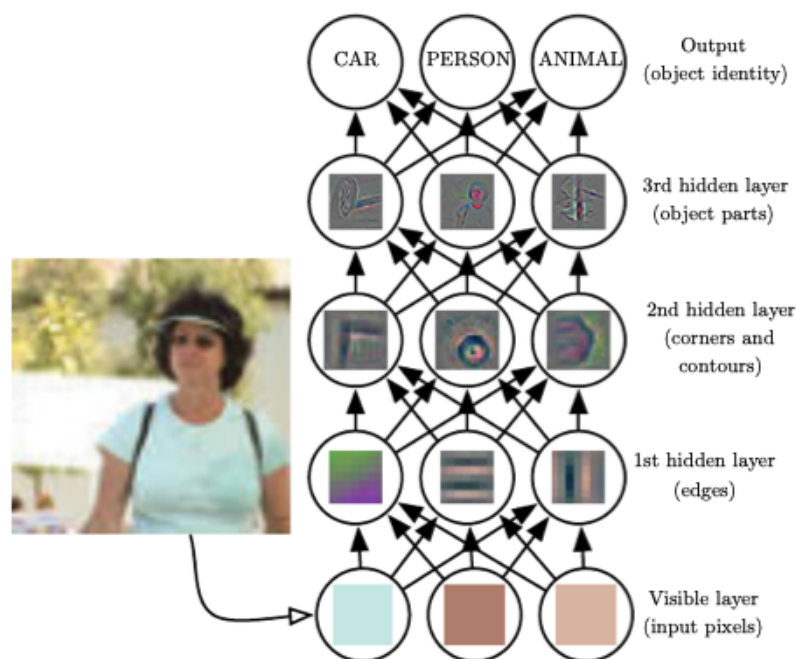 CAR PERSON ANIMAL
Output
(object identity)
3rd hidden layer
(object parts)
2nd hidden layer
(corners and
contours)
1st hidden layer
(edges)
Visible layer
(input pixels)